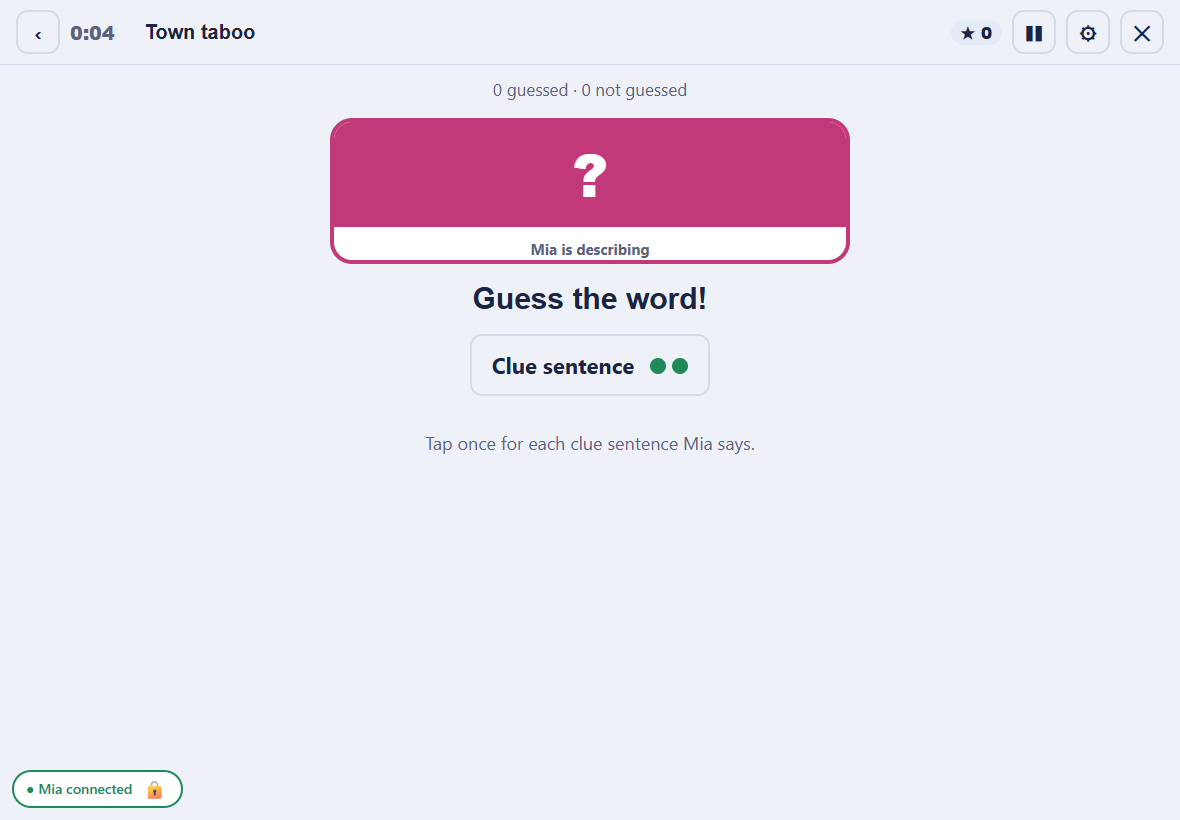 ‹ 0:04 Town taboo ★ 0
0 guessed · 0 not guessed
?
Mia is describing
Guess the word!
Clue sentence
Tap once for each clue sentence Mia says.
Mia connected